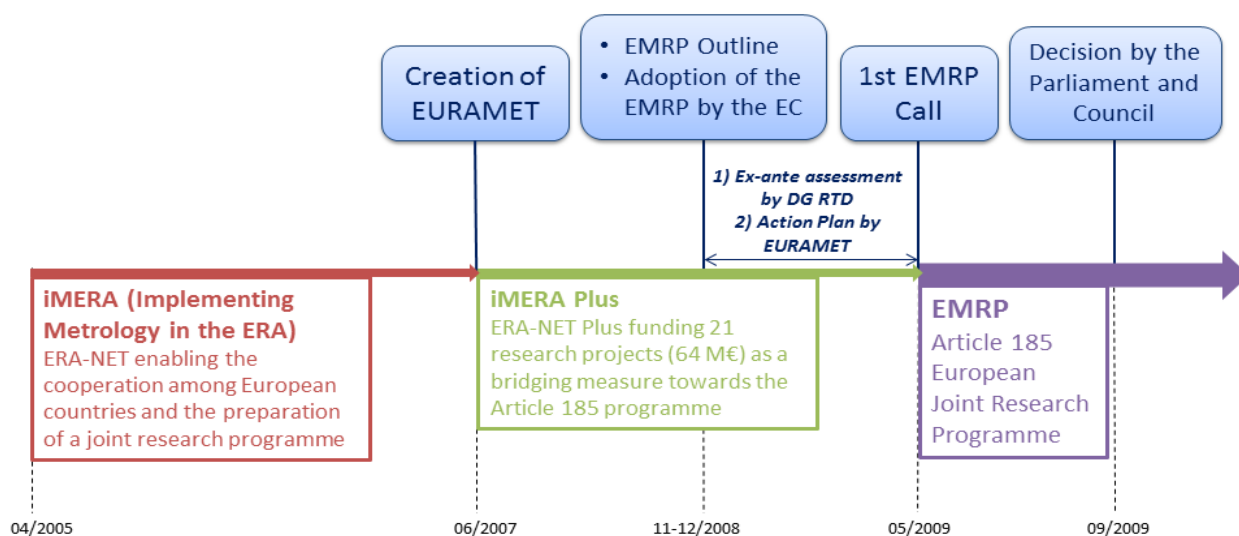 Creation of
EURAMET
• EMRP Outline
• Adoption of the
EMRP by the EC
1st EMRP
Call
Decision by the
Parliament and
Council
1) Ex-ante assessment
by DG RTD
2) Action Plan by
EURAMET
iMERA (Implementing
Metrology in the ERA)
ERA-NET enabling the
cooperation among European
countries and the preparation
of a joint research programme
iMERA Plus
ERA-NET Plus funding 21
research projects (64 M€) as a
bridging measure towards the
Article 185 programme
EMRP
Article 185
European
Joint Research
Programme
04/2005
06/2007
11-12/2008
05/2009
09/2009